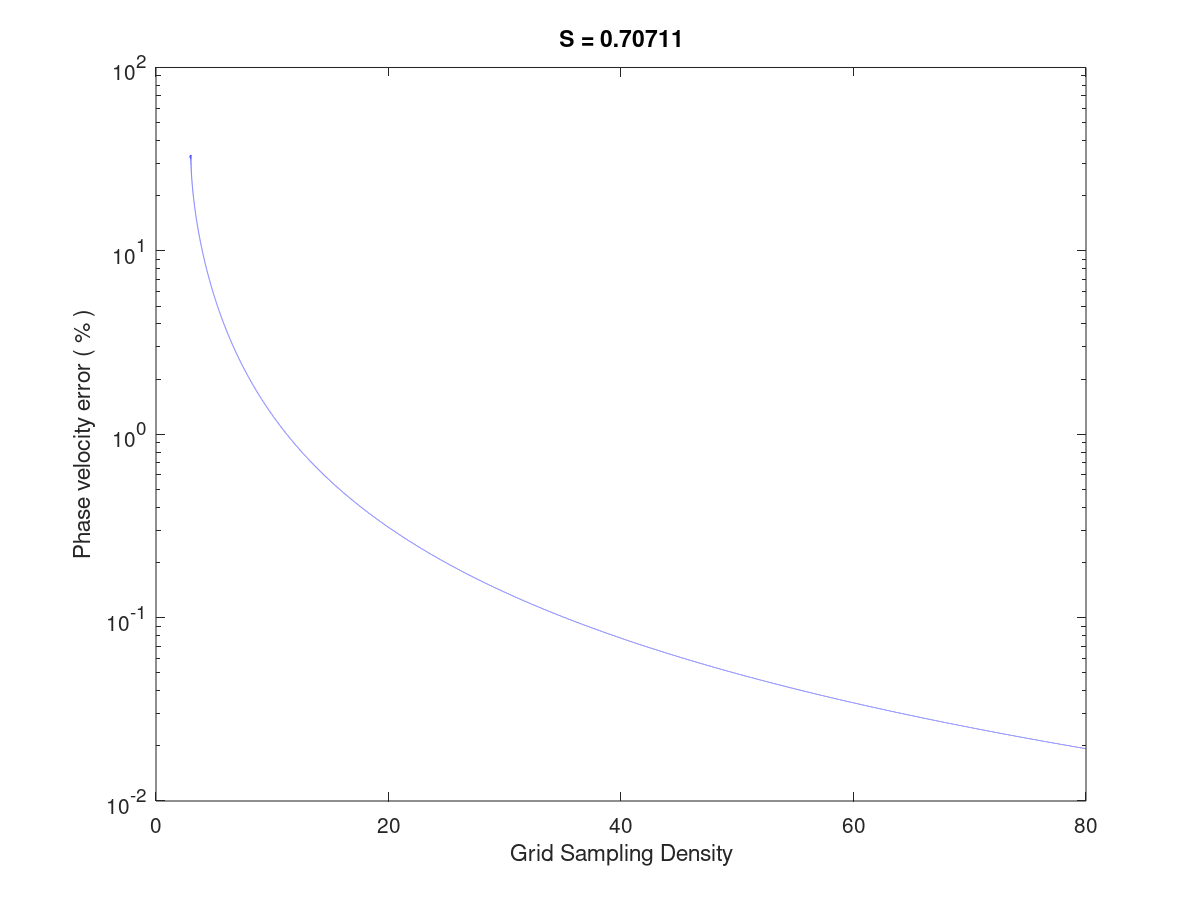 S = 0.70711
10^2
10^1
10^0
10^-1
10^-2
Phase velocity error ( % )
0 20 40 60 80
Grid Sampling Density